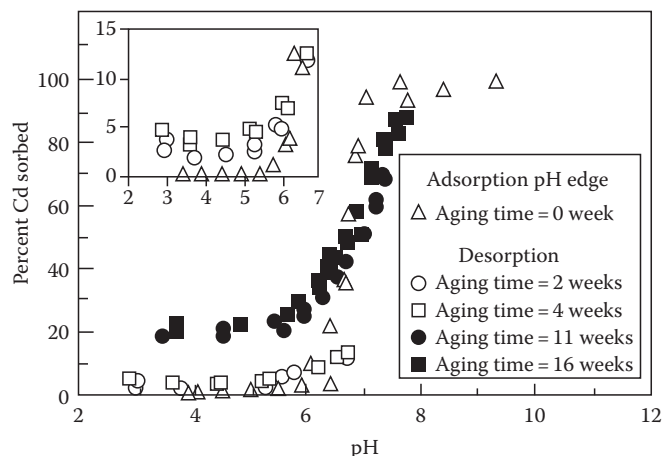 15
10
5
0
2 3 4 5 6 7
100
80
60
40
20
0
Percent Cd sorbed
2 4 6 8 10 12
pH
Adsorption pH edge
Aging time = 0 week
Desorption
Aging time = 2 weeks
Aging time = 4 weeks
Aging time = 11 weeks
Aging time = 16 weeks